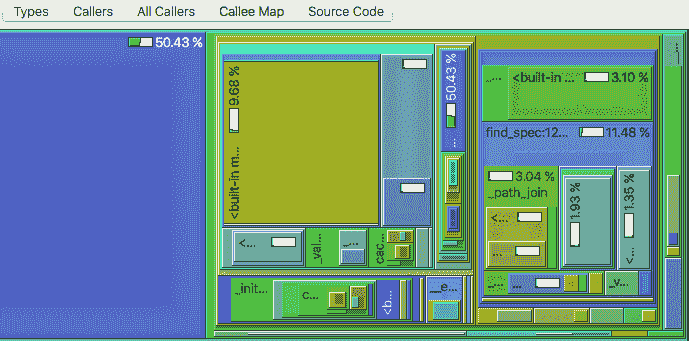 Types Callers All Callers Callee Map Source Code
50.43 %
9.68 %
<built-in m...
50.43 %
...
_...
<built-in ... 3.10 %
find_spec:12... 11.48 %
3.04 %
_path_join
<...
...
1.93 %
1.35 %
<...
<...
_val...
_...
cac...
_init...
c...
<b...
__e...
_...
...
_v...